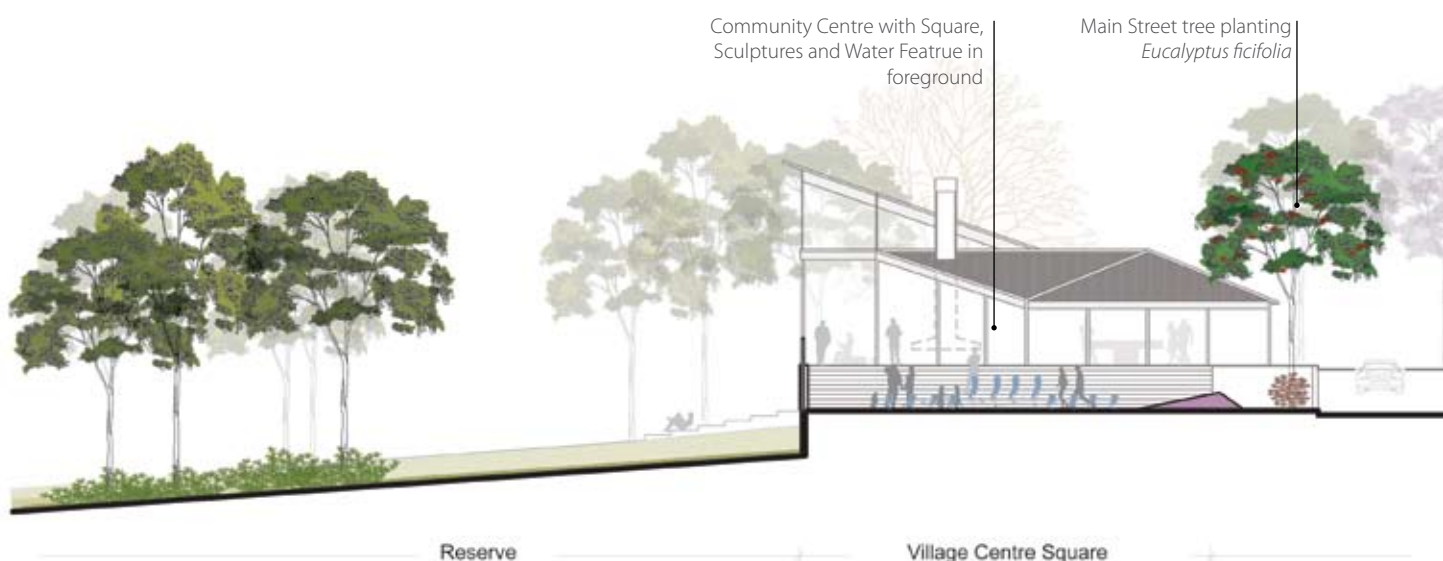 Community Centre with Square,
Sculptures and Water Featrue in
foreground
Main Street tree planting
Eucalyptus ficifolia
Reserve
Village Centre Square